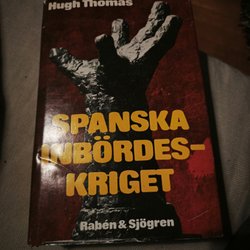 Hugh Thomas
SPANSKA
INBÖRDES-
KRIGET
Rabén & Sjögren